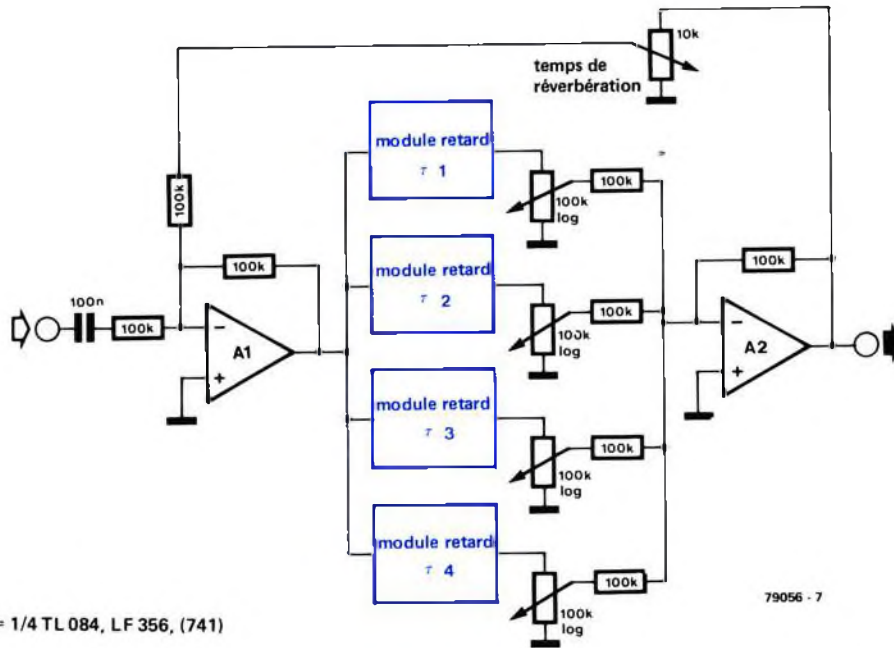 10k
temps de
réverbération
module retard
τ 1
100k
100k
100k
log
100k
100k
module retard
τ 2
100n
100k
100k
100k
log
−
A1
+
−
A2
+
module retard
τ 3
100k
100k
log
module retard
τ 4
100k
100k
log
79056 - 7
= 1/4 TL 084, LF 356, (741)